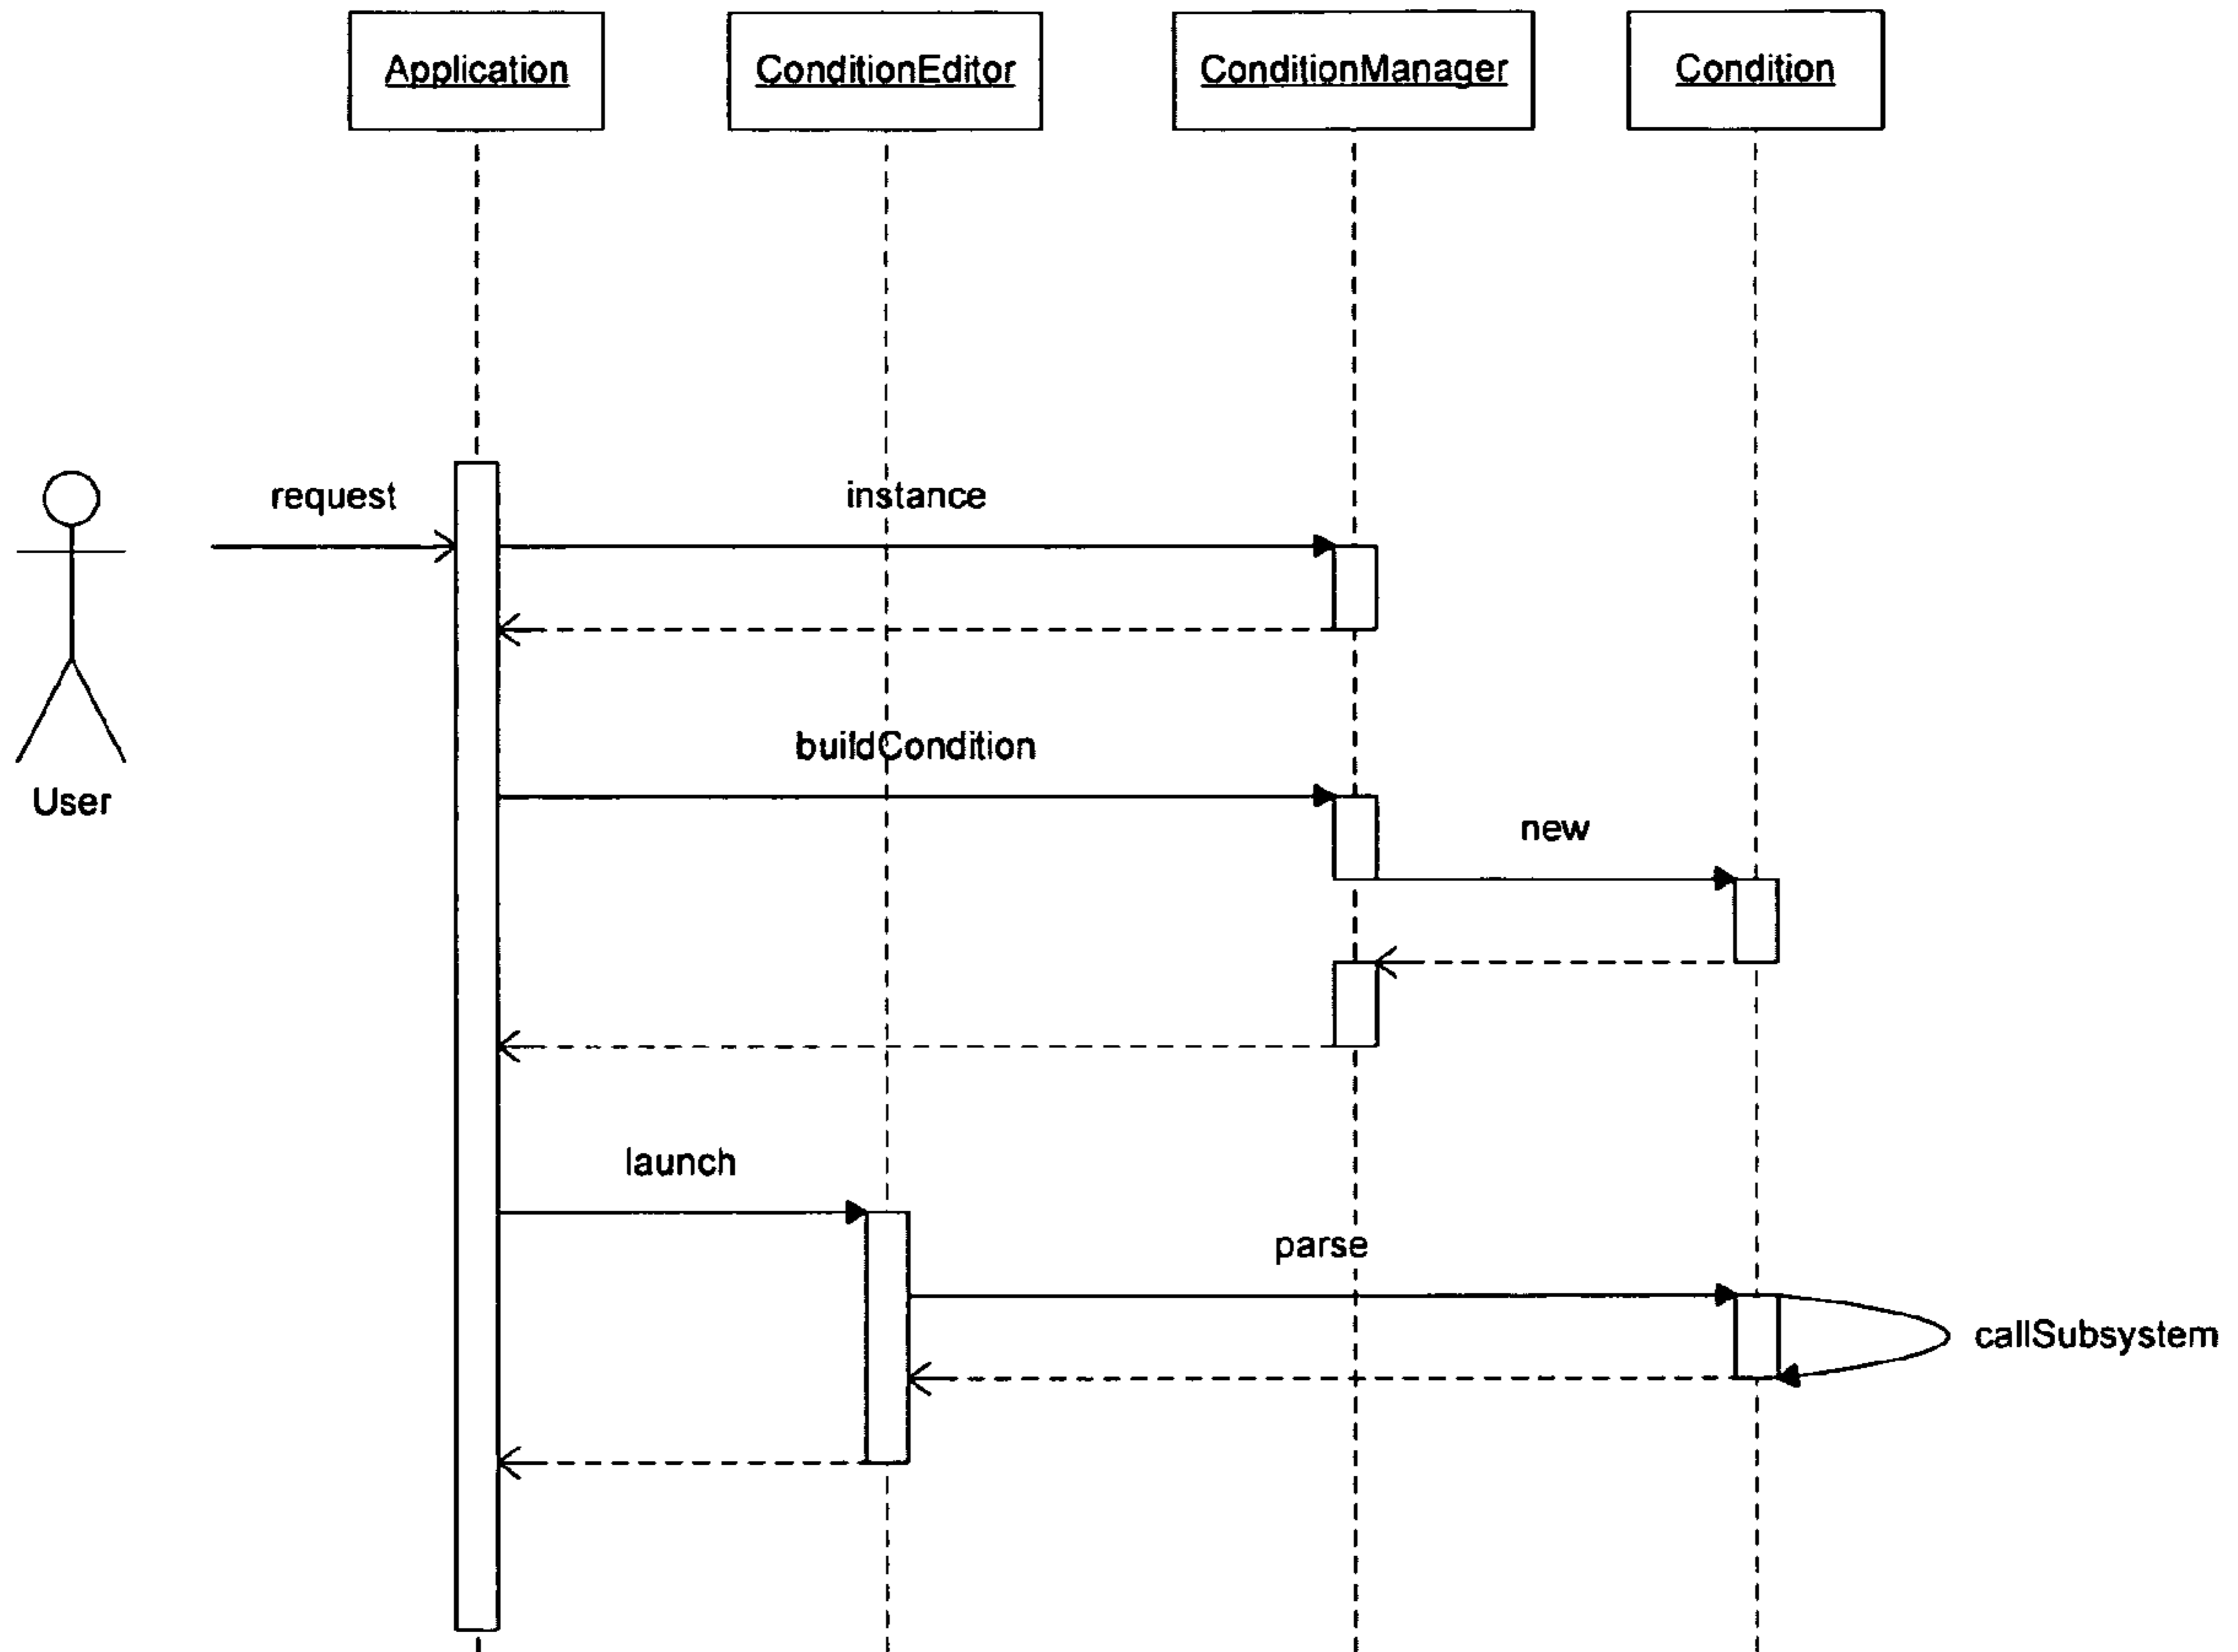 Application
ConditionEditor
ConditionManager
Condition
request
instance
User
buildCondition
new
launch
parse
callSubsystem